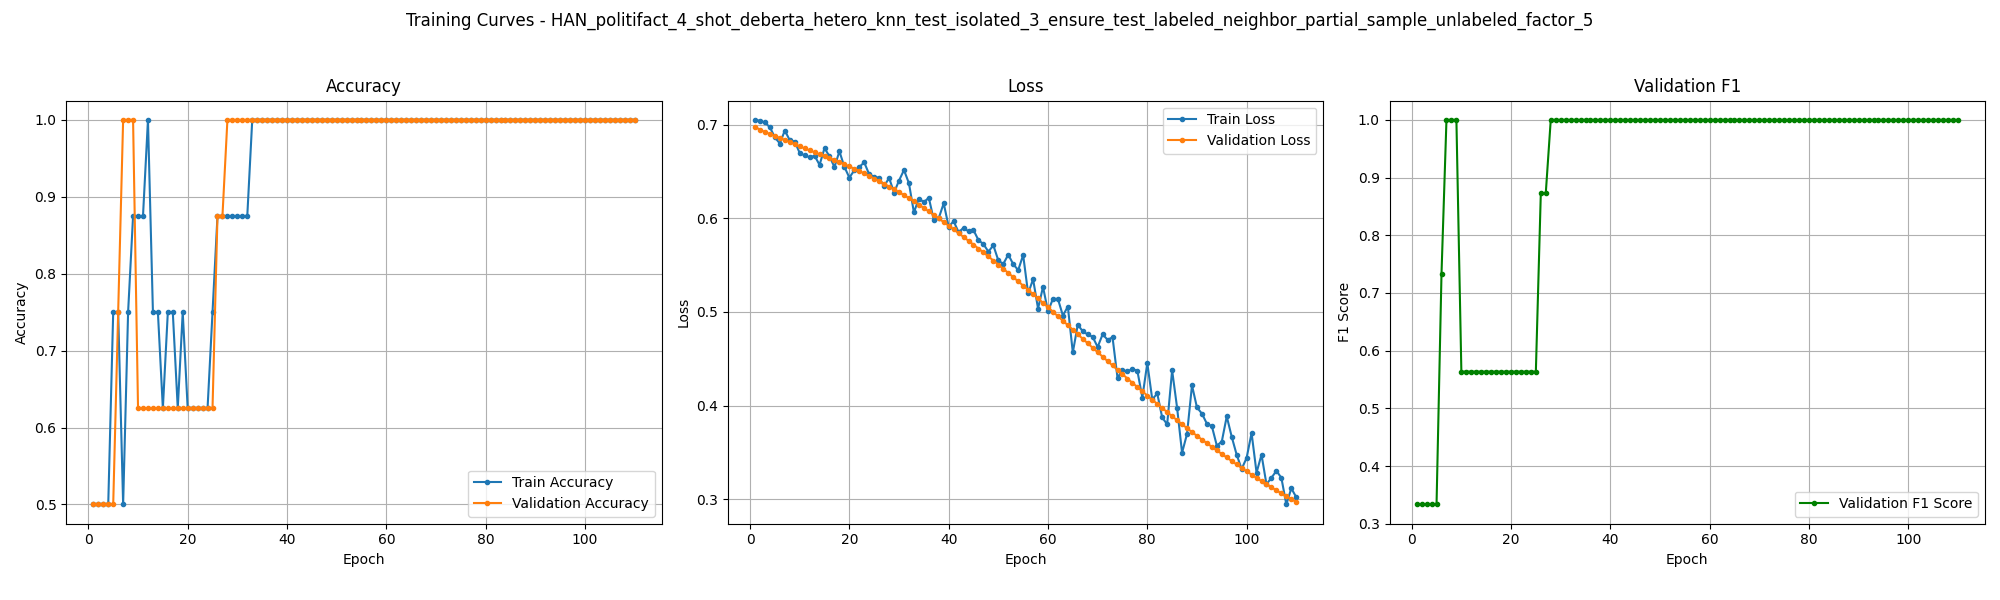 Training Curves - HAN_politifact_4_shot_deberta_hetero_knn_test_isolated_3_ensure_test_labeled_neighbor_partial_sample_unlabeled_factor_5
Accuracy
1.0
0.9
0.8
0.7
0.6
0.5
Accuracy
0 20 40 60 80 100
Epoch
Train Accuracy
Validation Accuracy
Loss
0.7
0.6
0.5
0.4
0.3
Loss
0 20 40 60 80 100
Epoch
Train Loss
Validation Loss
Validation F1
1.0
0.9
0.8
0.7
0.6
0.5
0.4
0.3
F1 Score
0 20 40 60 80 100
Epoch
Validation F1 Score